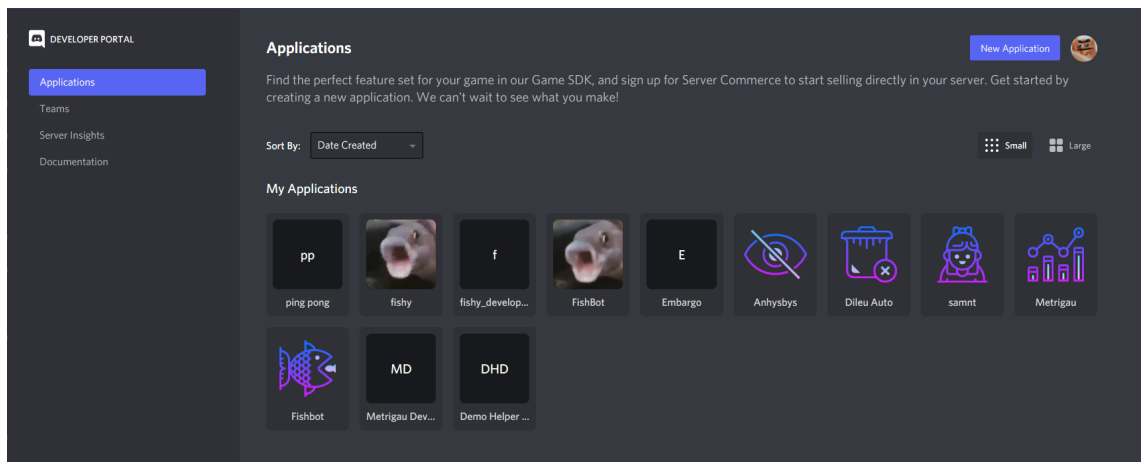 DEVELOPER PORTAL
Applications
Teams
Server Insights
Documentation
Applications
New Application
Find the perfect feature set for your game in our Game SDK, and sign up for Server Commerce to start selling directly in your server. Get started by
creating a new application. We can't wait to see what you make!
Sort By: Date Created
Small Large
My Applications
pp f E
ping pong fishy fishy_develop... FishBot Embargo Anhysbys Dileu Auto samnt Metrigau
MD DHD
Fishbot Metrigau Dev... Demo Helper ...